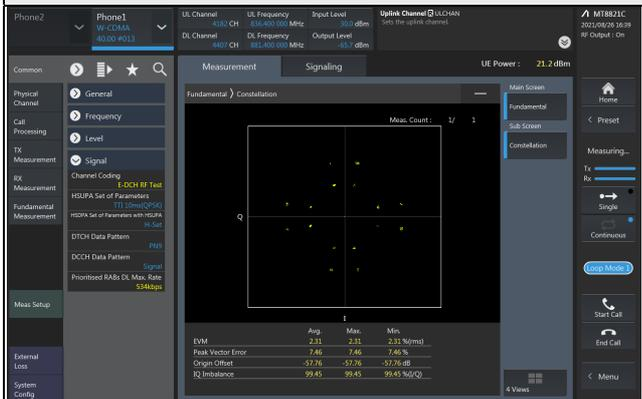 Phone2
Phone1
W-CDMA
40.00 #013
UL Channel
4182 CH
UL Frequency
836.400 000 MHz
Input Level
30.0 dBm
DL Channel
4407 CH
DL Frequency
881.400 000 MHz
Output Level
-65.7 dBm
Uplink Channel ULCHAN
Sets the uplink channel.
MT8821C
2021/08/26 16:39
RF Output : On
Common
Physical
Channel
Call
Processing
TX
Measurement
RX
Measurement
Fundamental
Measurement
Meas Setup
External
Loss
System
Config
General
Frequency
Level
Signal
Channel Coding
E-DCH RF Test
HSUPA Set of Parameters
TTI 10ms(QPSK)
HSDPA Set of Parameters with HSUPA
H-Set
DTCH Data Pattern
PN9
DCCH Data Pattern
Signal
Prioritised RABs DL Max. Rate
534kbps
Measurement
Signaling
UE Power : 21.2 dBm
Fundamental 〉 Constellation
Meas. Count : 1/ 1
Q
I
Avg. Max. Min.
EVM 2.31 2.31 2.31 %(rms)
Peak Vector Error 7.46 7.46 7.46 %
Origin Offset -57.76 -57.76 -57.76 dB
IQ Imbalance 99.45 99.45 99.45 %(I/Q)
Main Screen
Fundamental
Sub Screen
Constellation
4 Views
Home
Preset
Measuring...
Tx
Rx
Single
Continuous
Loop Mode 1
Start Call
End Call
Menu